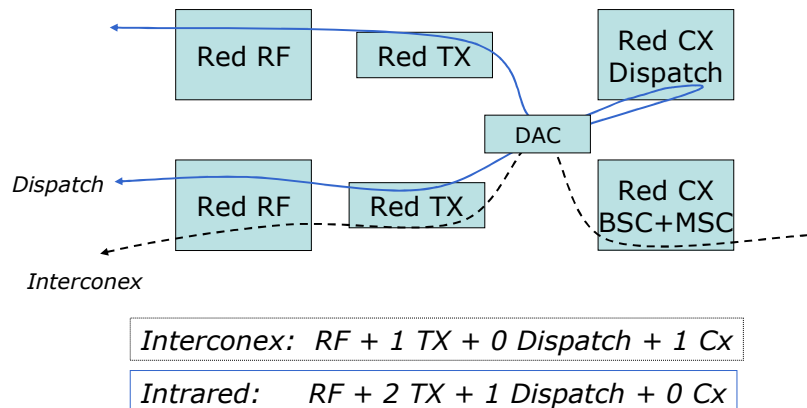 Red RF
Red TX
Red CX
Dispatch
DAC
Dispatch
Red RF
Red TX
Red CX
BSC+MSC
Interconex
Interconex: RF + 1 TX + 0 Dispatch + 1 Cx
Intrared: RF + 2 TX + 1 Dispatch + 0 Cx